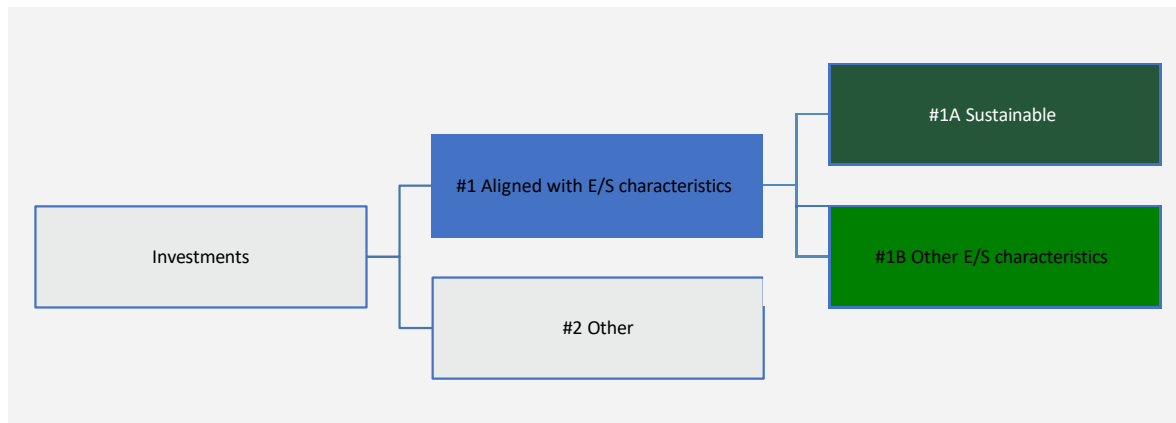 Investments
#1 Aligned with E/S characteristics
#2 Other
#1A Sustainable
#1B Other E/S characteristics